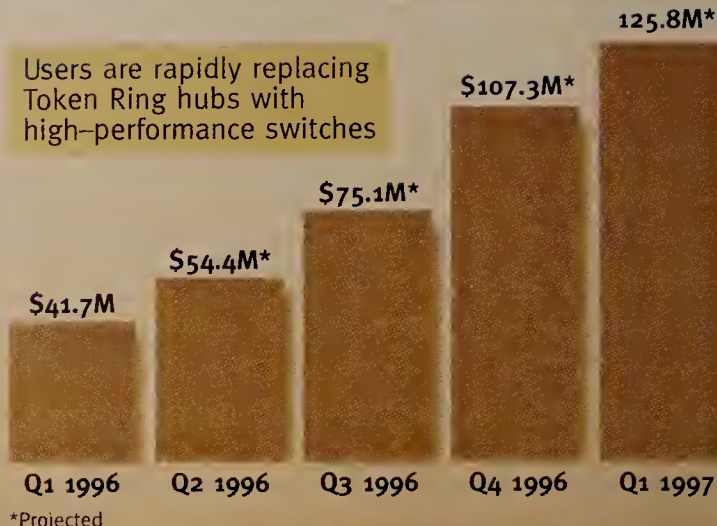 Users are rapidly replacing
Token Ring hubs with
high–performance switches
$41.7M
$54.4M*
$75.1M*
$107.3M*
125.8M*
Q1 1996
Q2 1996
Q3 1996
Q4 1996
Q1 1997
*Projected